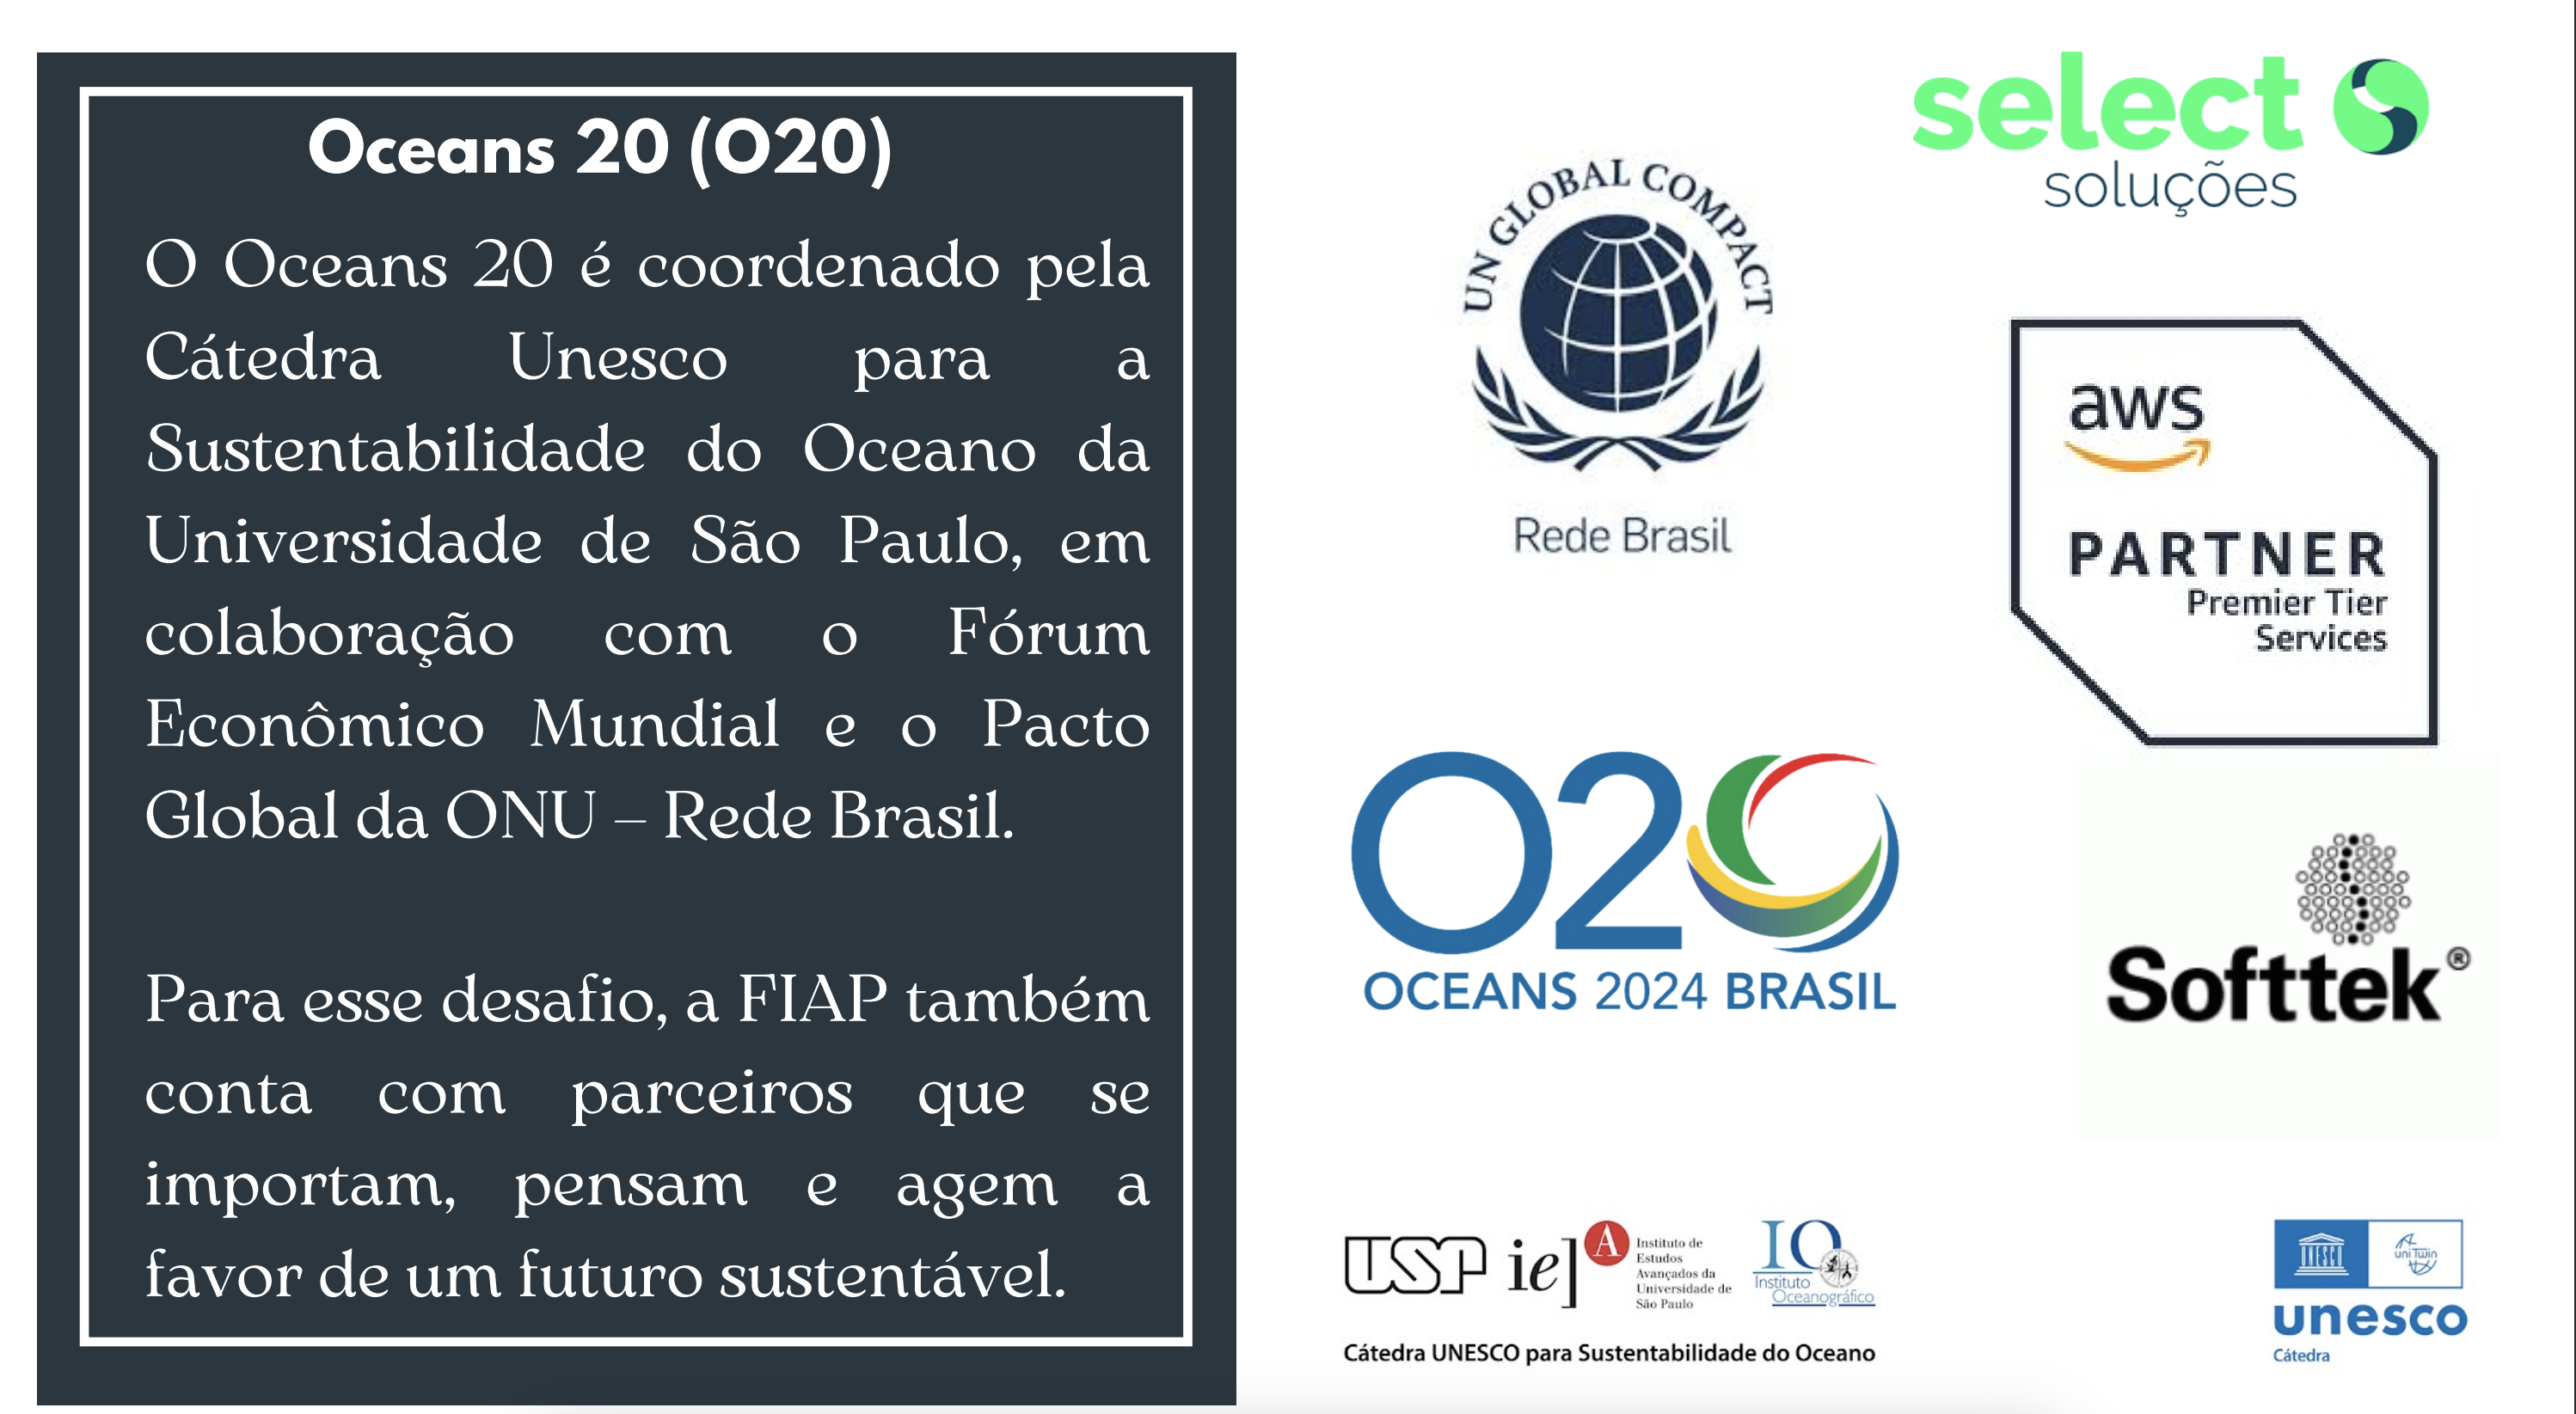 Oceans 20 (O20)
O Oceans 20 é coordenado pela
Cátedra Unesco para a
Sustentabilidade do Oceano da
Universidade de São Paulo, em
colaboração com o Fórum
Econômico Mundial e o Pacto
Global da ONU – Rede Brasil.
Para esse desafio, a FIAP também
conta com parceiros que se
importam, pensam e agem a
favor de um futuro sustentável.
UN GLOBAL COMPACT
Rede Brasil
select
soluções
aws
PARTNER
Premier Tier
Services
O20
OCEANS 2024 BRASIL
Softtek®
USP
ie] A
Instituto de
Estudos
Avançados da
Universidade de
São Paulo
IO
Instituto
Oceanográfico
Cátedra UNESCO para Sustentabilidade do Oceano
UNESCO
uniTwin
unesco
Cátedra